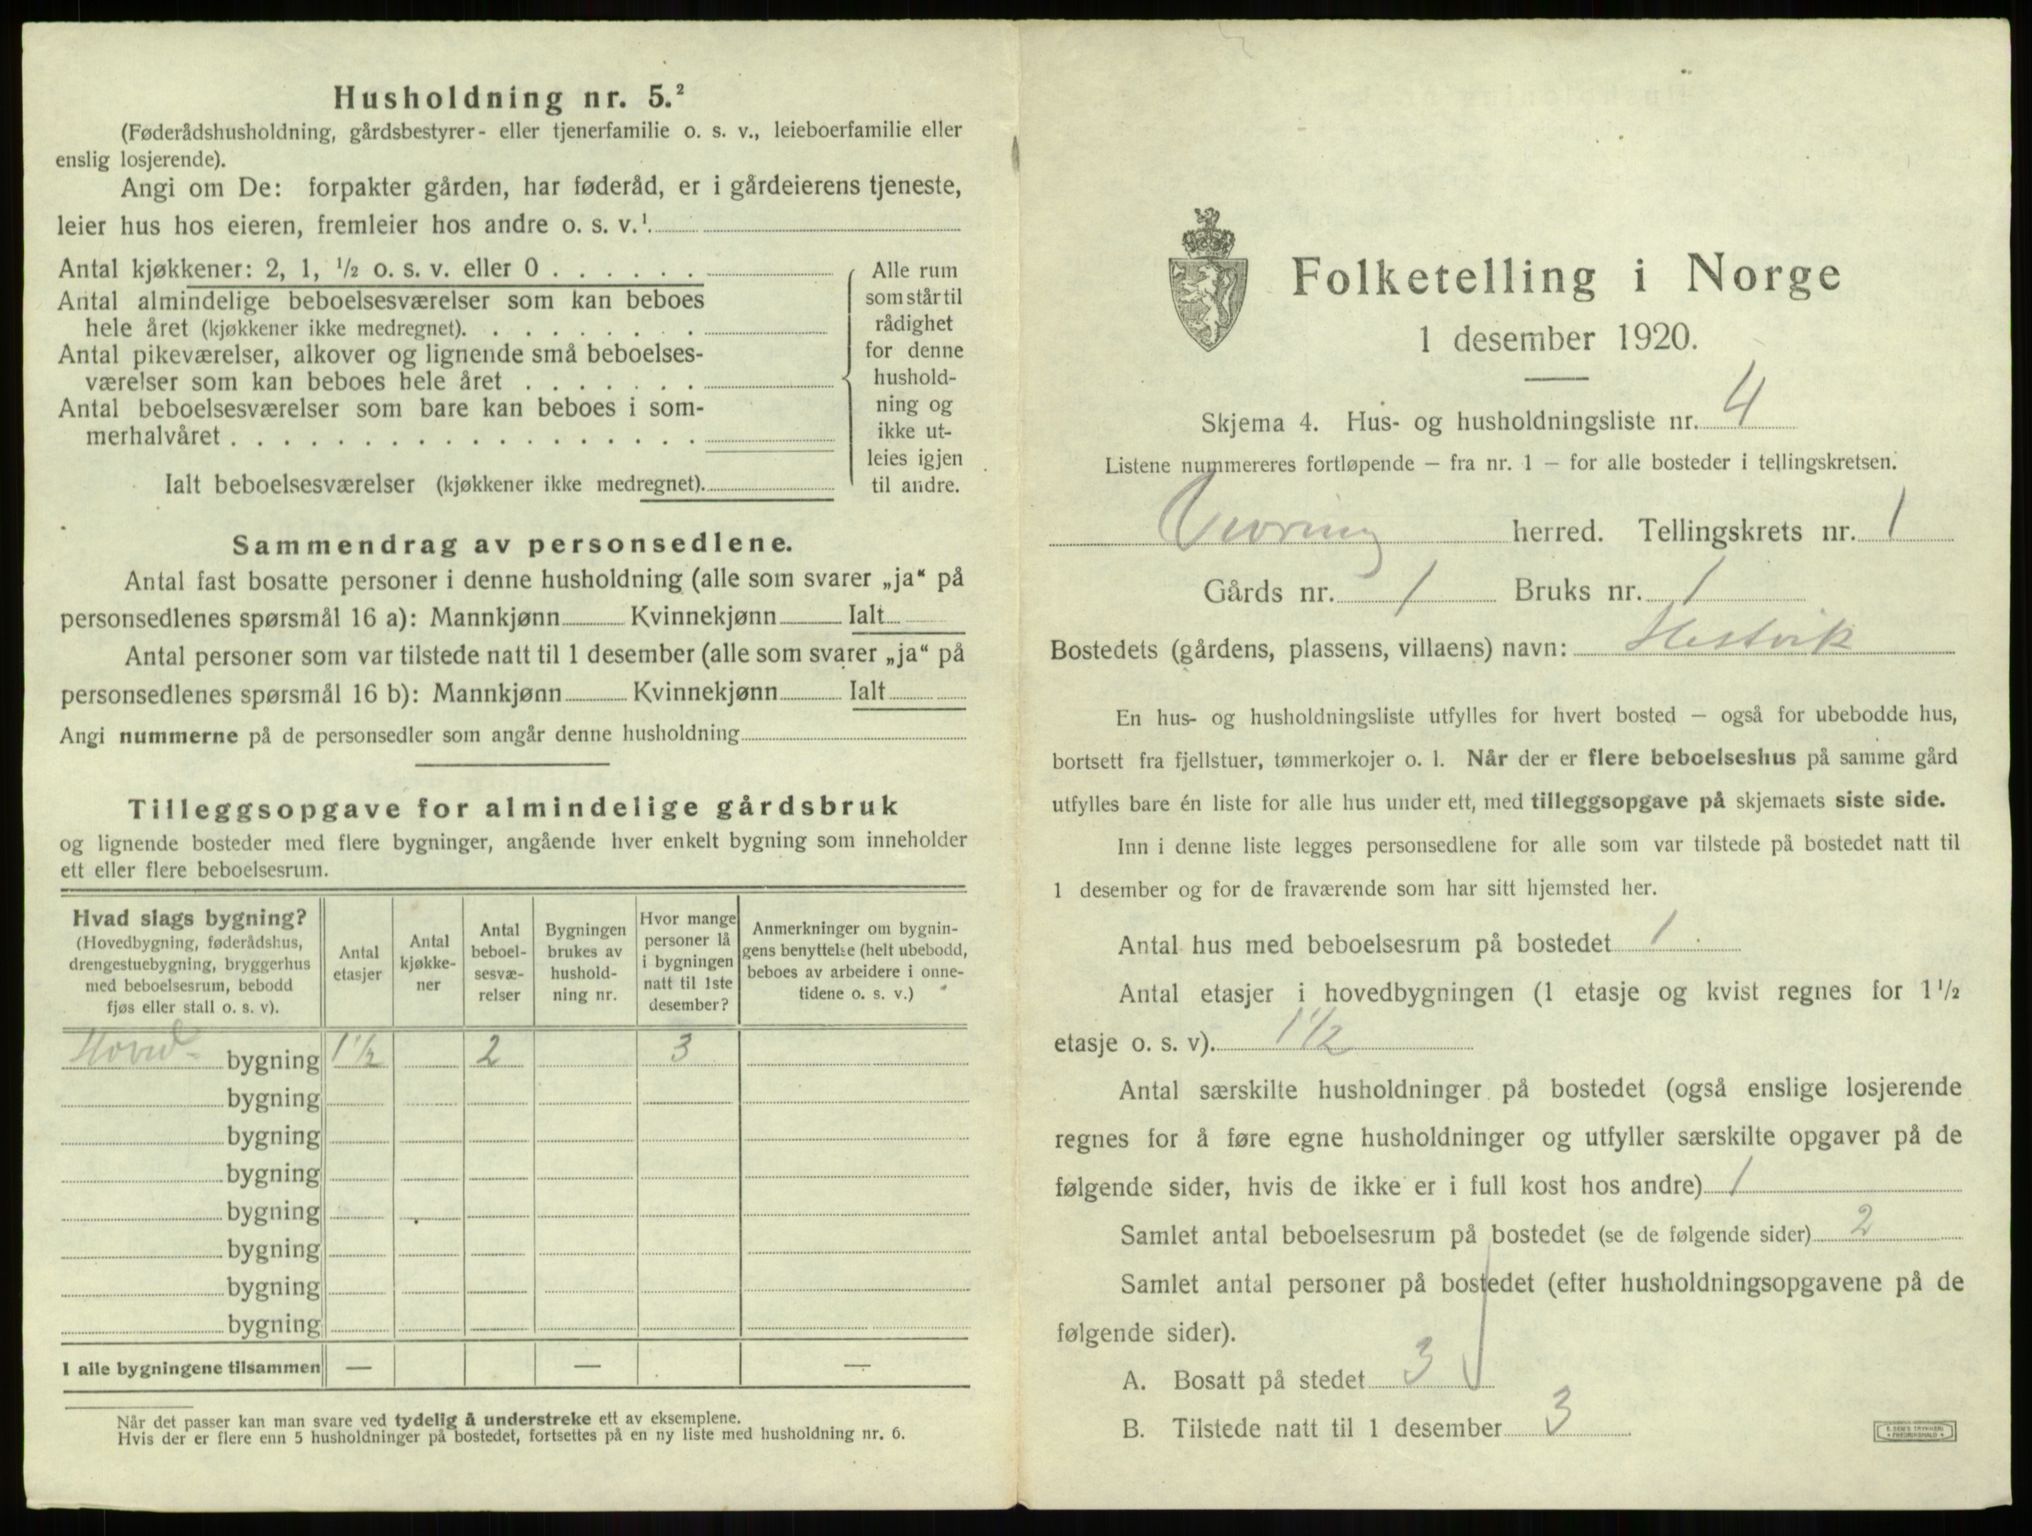 Husholdning nr. 5.²
(Føderådshusholdning, gårdsbestyrer- eller tjenerfamilie o. s. v., leieboerfamilie eller
enslig losjerende).
Angi om De: forpakter gården, har føderåd, er i gårdeierens tjeneste,
leier hus hos eieren, fremleier hos andre o. s. v.¹
Antal kjøkkener: 2, 1, ½ o. s. v. eller 0
Antal almindelige beboelsesværelser som kan beboes
hele året (kjøkkener ikke medregnet).
Antal pikeværelser, alkover og lignende små beboelses-
værelser som kan beboes hele året
Antal beboelsesværelser som bare kan beboes i som-
merhalvåret
Ialt beboelsesværelser (kjøkkener ikke medregnet).
Alle rum
som står til
rådighet
for denne
hushold-
ning og
ikke ut-
leies igjen
til andre.
Sammendrag av personsedlene.
Antal fast bosatte personer i denne husholdning (alle som svarer „ja“ på
personsedlenes spørsmål 16 a): Mannkjønn Kvinnekjønn Ialt
Antal personer som var tilstede natt til 1 desember (alle som svarer „ja“ på
personsedlenes spørsmål 16 b): Mannkjønn Kvinnekjønn Ialt
Angi nummerne på de personsedler som angår denne husholdning
Tilleggsopgave for almindelige gårdsbruk
og lignende bosteder med flere bygninger, angående hver enkelt bygning som inneholder
ett eller flere beboelsesrum.
Hvad slags bygning?
(Hovedbygning, føderådshus,
drengestuebygning, bryggerhus
med beboelsesrum, bebodd
fjøs eller stall o. s. v).
Antal
etasjer
Antal
kjøkke-
ner
Antal
beboel-
sesvæ-
relser
Bygningen
brukes av
hushold-
ning nr.
Hvor mange
personer lå
i bygningen
natt til 1ste
desember?
Anmerkninger om bygnin-
gens benyttelse (helt ubebodd,
beboes av arbeidere i onne-
tidene o. s. v.)
Hoved- bygning 1½ 2 3
bygning
bygning
bygning
bygning
bygning
bygning
bygning
I alle bygningene tilsammen — — —
Når det passer kan man svare ved tydelig å understreke ett av eksemplene.
Hvis der er flere enn 5 husholdninger på bostedet, fortsettes på en ny liste med husholdning nr. 6.
Folketelling i Norge
1 desember 1920.
Skjema 4. Hus- og husholdningsliste nr. 4
Listene nummereres fortløpende — fra nr. 1 — for alle bosteder i tellingskretsen.
Vevring herred. Tellingskrets nr. 1
Gårds nr. 1 Bruks nr. 1
Bostedets (gårdens, plassens, villaens) navn: Hestvik
En hus- og husholdningsliste utfylles for hvert bosted — også for ubebodde hus,
bortsett fra fjellstuer, tømmerkojer o. l. Når der er flere beboelseshus på samme gård
utfylles bare én liste for alle hus under ett, med tilleggsopgave på skjemaets siste side.
Inn i denne liste legges personsedlene for alle som var tilstede på bostedet natt til
1 desember og for de fraværende som har sitt hjemsted her.
Antal hus med beboelsesrum på bostedet 1
Antal etasjer i hovedbygningen (1 etasje og kvist regnes for 1½
etasje o. s. v). 1½
Antal særskilte husholdninger på bostedet (også enslige losjerende
regnes for å føre egne husholdninger og utfyller særskilte opgaver på de
følgende sider, hvis de ikke er i full kost hos andre) 1
Samlet antal beboelsesrum på bostedet (se de følgende sider) 2
Samlet antal personer på bostedet (efter husholdningsopgavene på de
følgende sider).
A. Bosatt på stedet 3
B. Tilstede natt til 1 desember 3